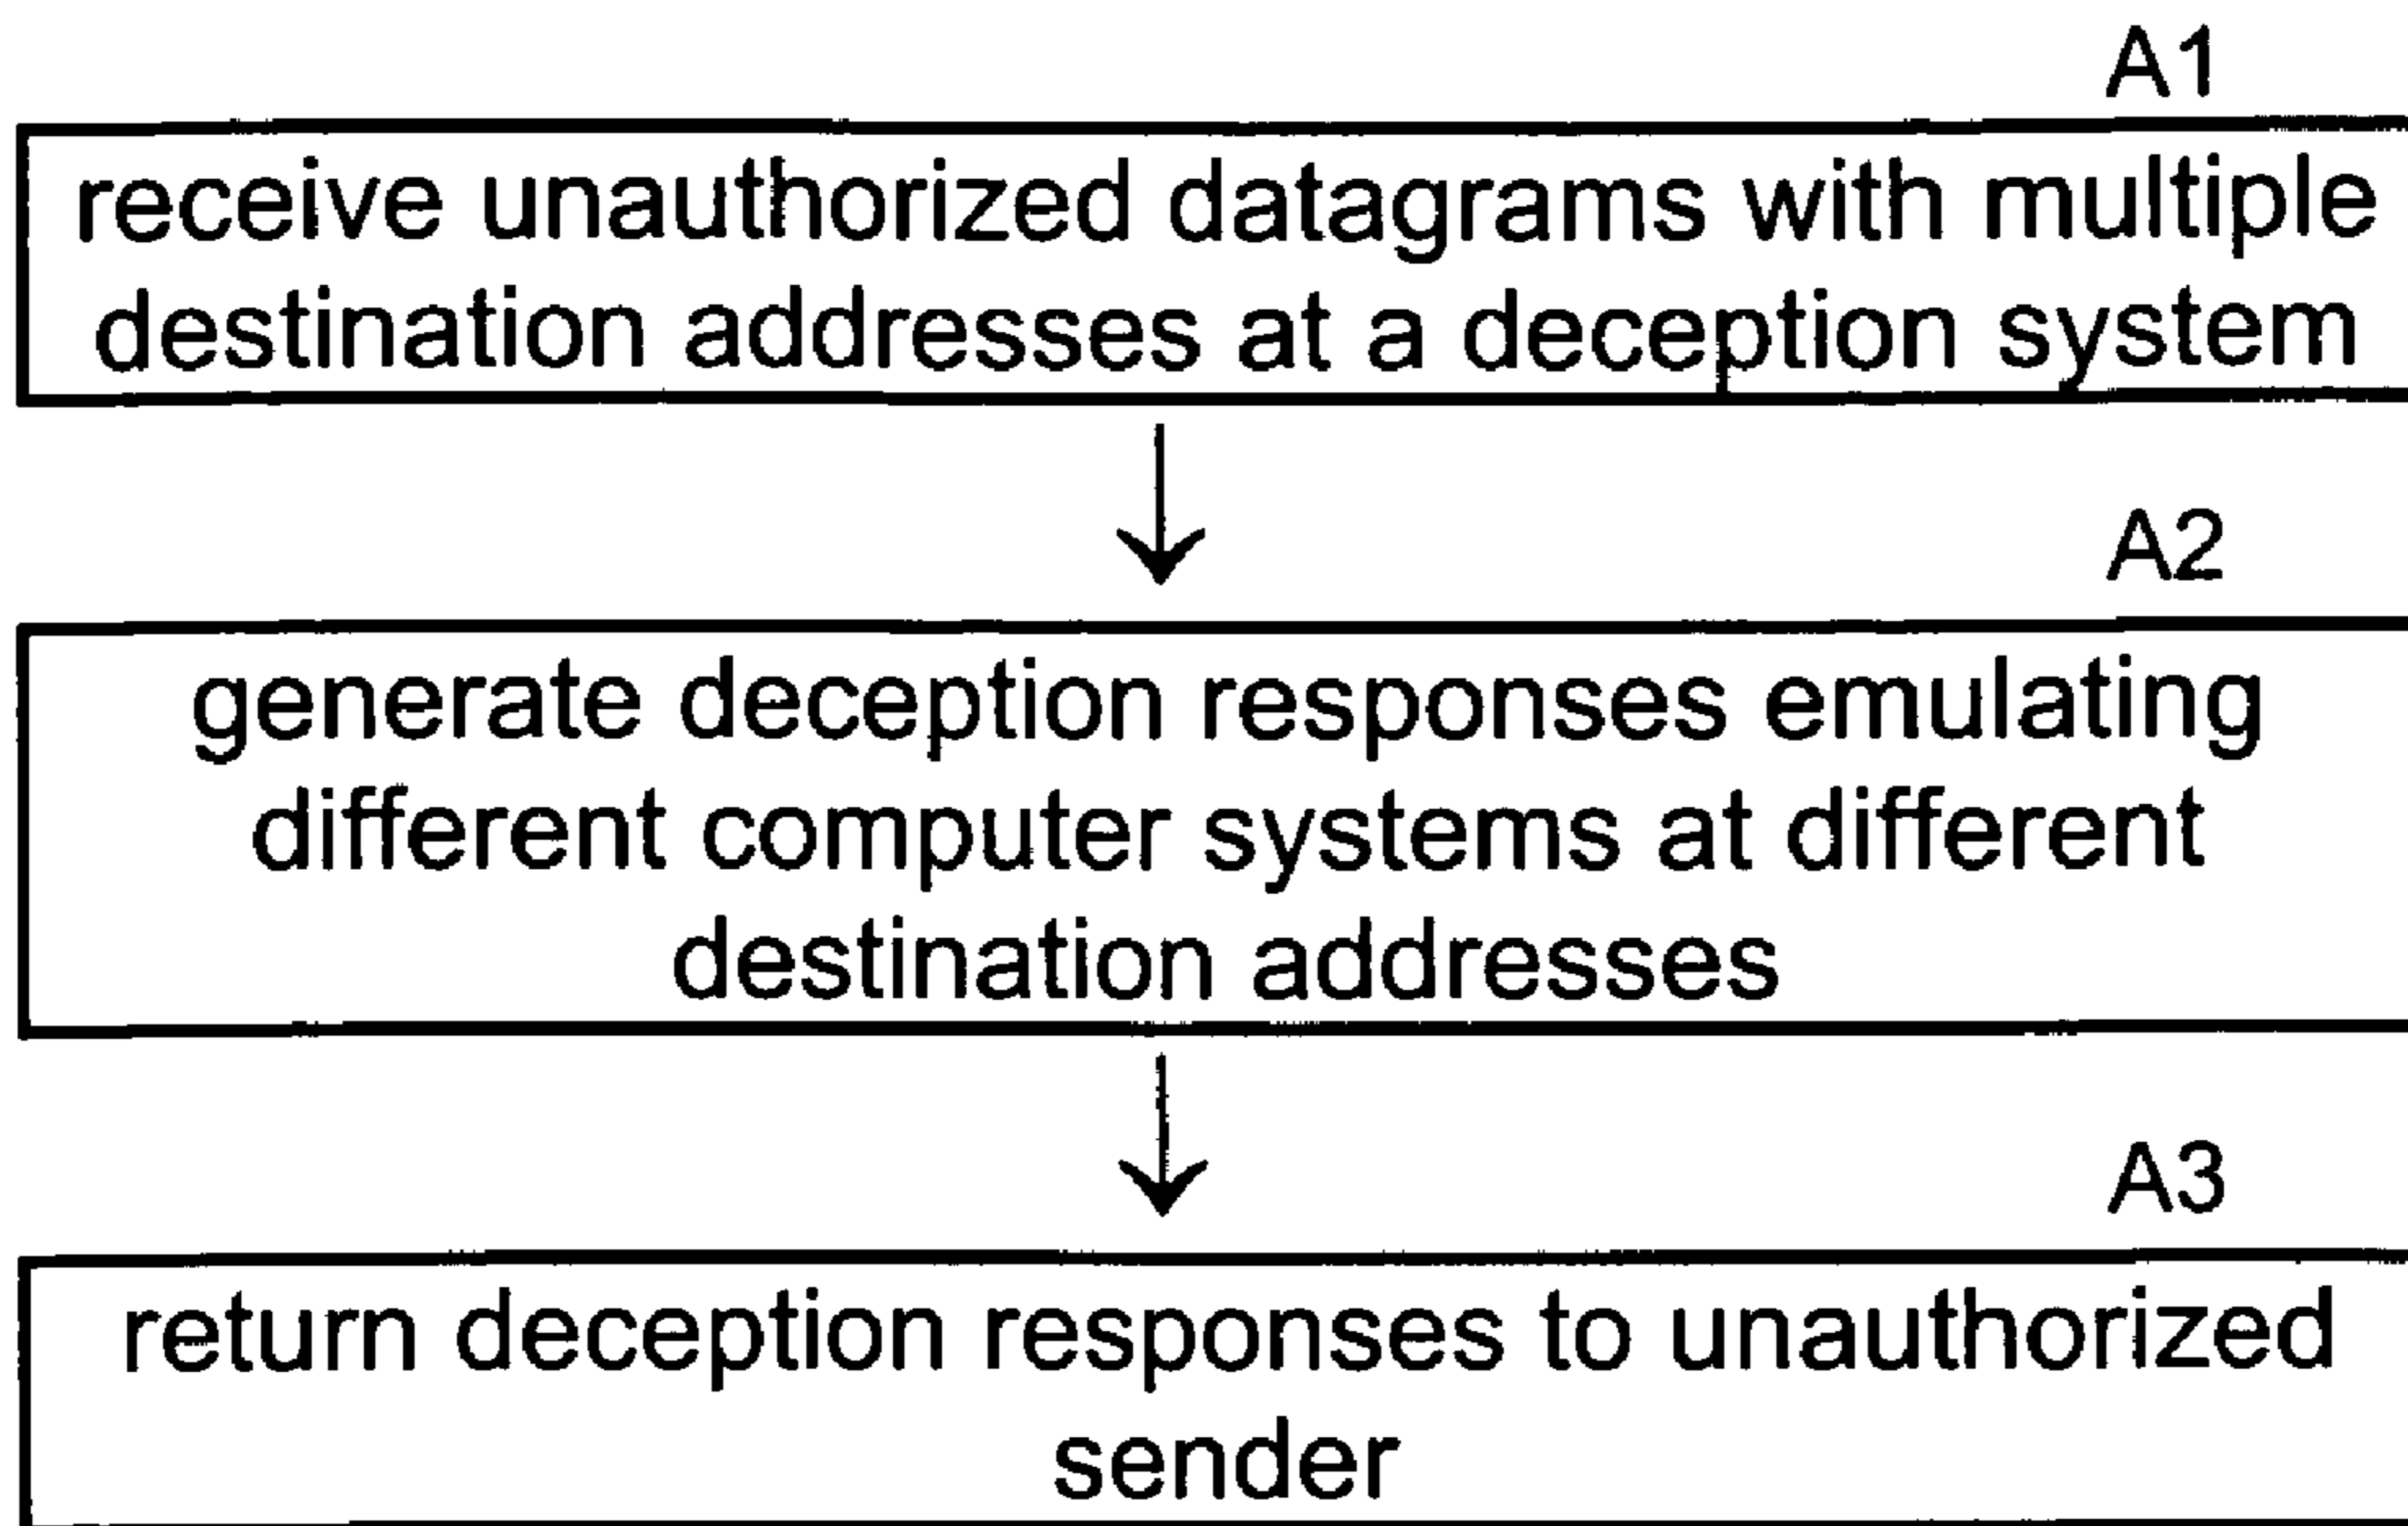 A1
receive unauthorized datagrams with multiple
destination addresses at a deception system
A2
generate deception responses emulating
different computer systems at different
destination addresses
A3
return deception responses to unauthorized
sender